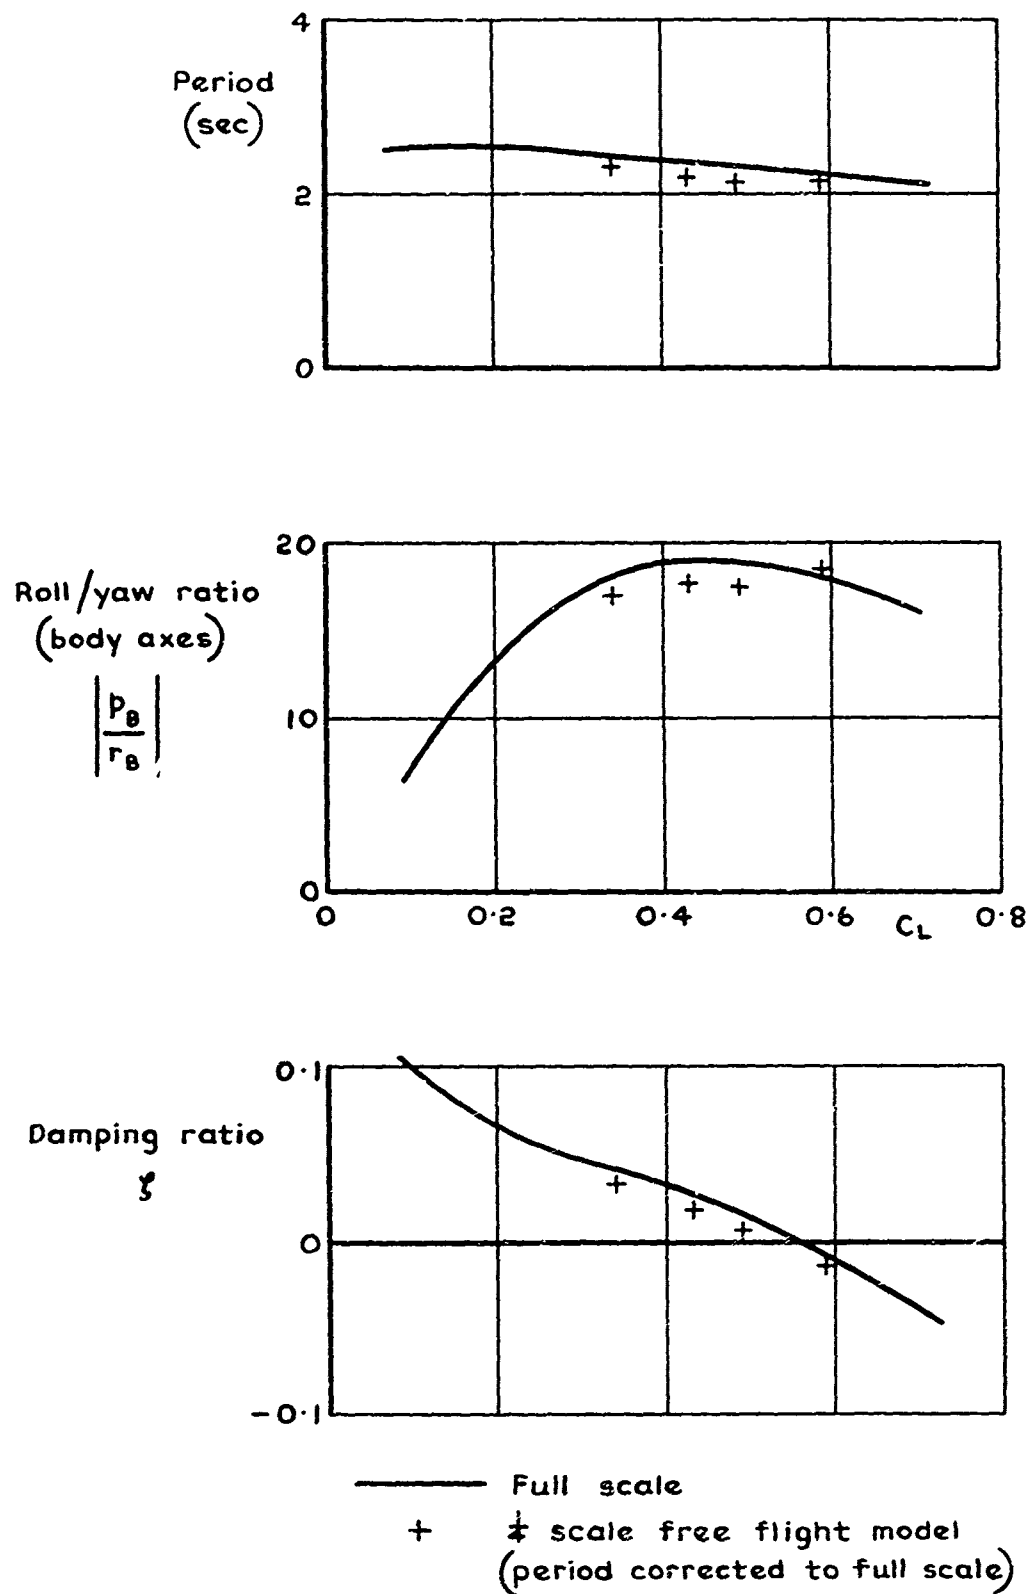 4
Period
(sec)
2
0
20
Roll/yaw ratio
(body axes)
|p_B / r_B|
10
0
0 0·2 0·4 0·6 C_L 0·8
0·1
Damping ratio
ζ
0
-0·1
Full scale
+ scale free flight model
(period corrected to full scale)